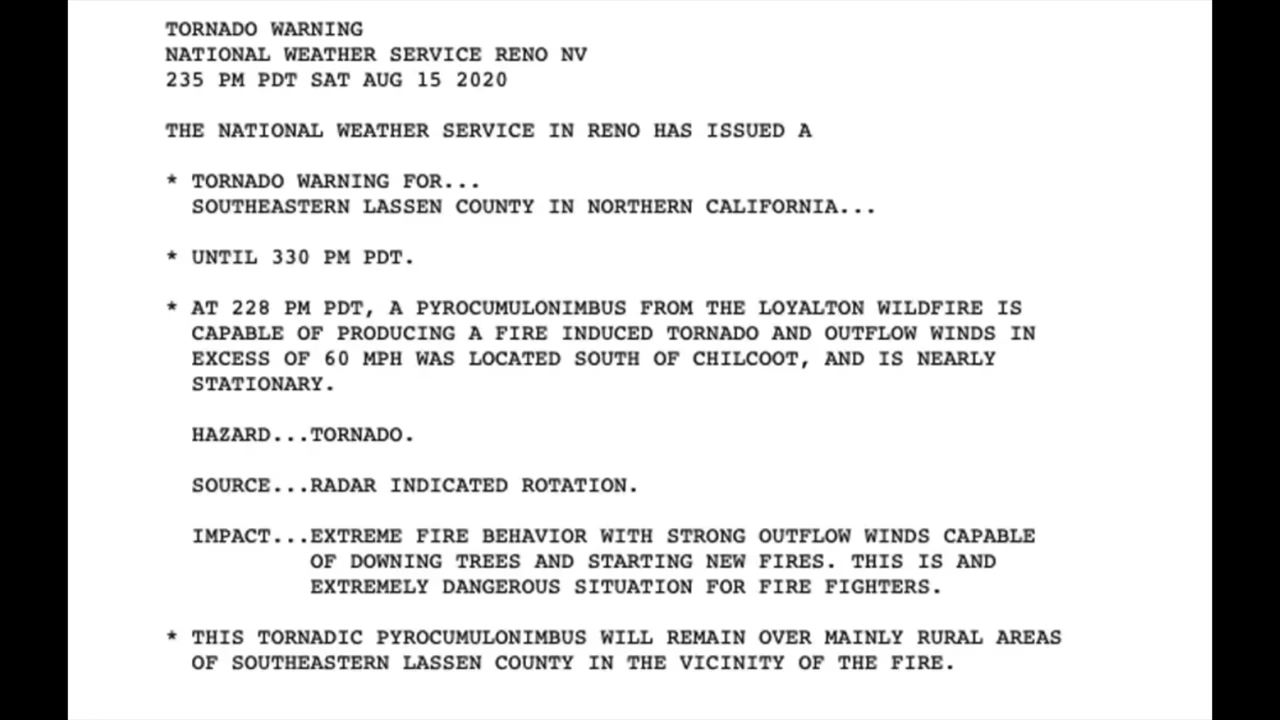 TORNADO WARNING
NATIONAL WEATHER SERVICE RENO NV
235 PM PDT SAT AUG 15 2020
THE NATIONAL WEATHER SERVICE IN RENO HAS ISSUED A
* TORNADO WARNING FOR...
SOUTHEASTERN LASSEN COUNTY IN NORTHERN CALIFORNIA...
* UNTIL 330 PM PDT.
* AT 228 PM PDT, A PYROCUMULONIMBUS FROM THE LOYALTON WILDFIRE IS
CAPABLE OF PRODUCING A FIRE INDUCED TORNADO AND OUTFLOW WINDS IN
EXCESS OF 60 MPH WAS LOCATED SOUTH OF CHILCOOT, AND IS NEARLY
STATIONARY.
HAZARD...TORNADO.
SOURCE...RADAR INDICATED ROTATION.
IMPACT...EXTREME FIRE BEHAVIOR WITH STRONG OUTFLOW WINDS CAPABLE
OF DOWNING TREES AND STARTING NEW FIRES. THIS IS AND
EXTREMELY DANGEROUS SITUATION FOR FIRE FIGHTERS.
* THIS TORNADIC PYROCUMULONIMBUS WILL REMAIN OVER MAINLY RURAL AREAS
OF SOUTHEASTERN LASSEN COUNTY IN THE VICINITY OF THE FIRE.